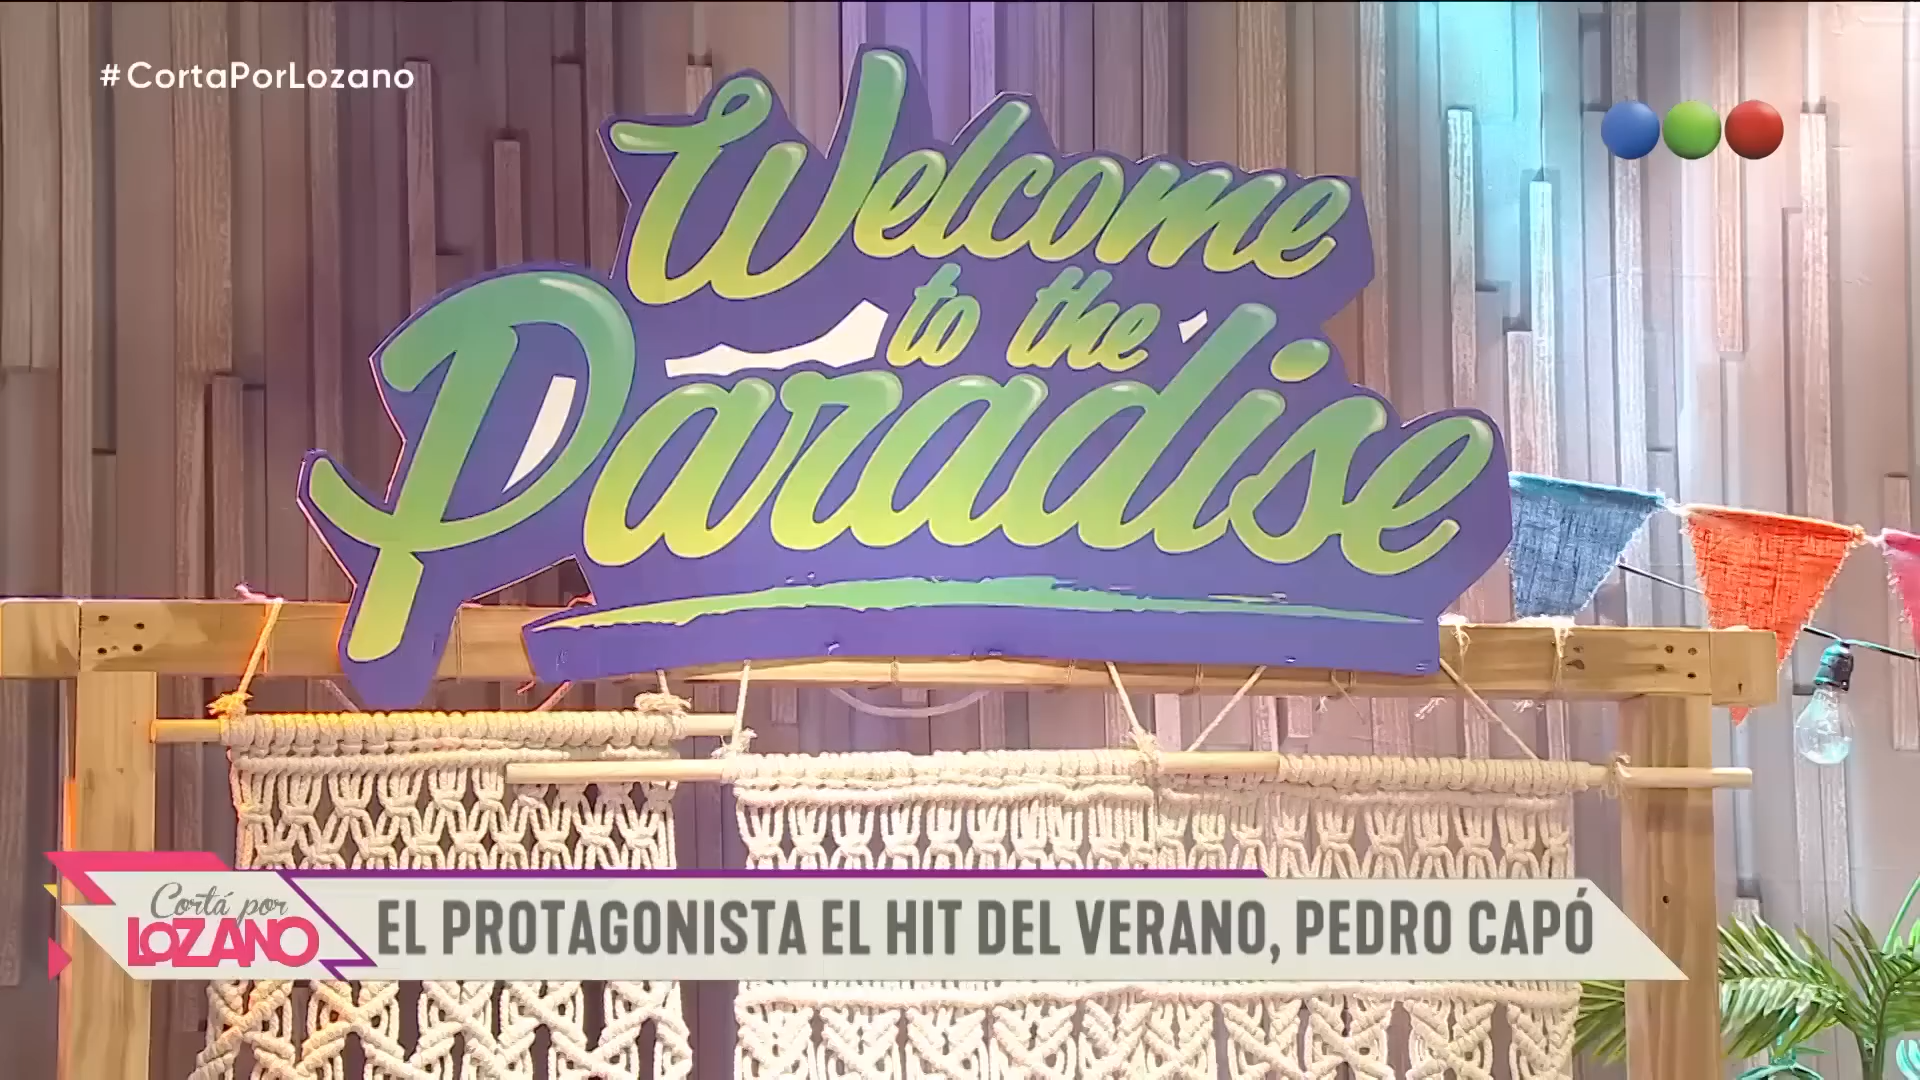 #CortaPorLozano
Welcome
to the
Paradise
Cortá por
LOZANO
EL PROTAGONISTA EL HIT DEL VERANO, PEDRO CAPÓ